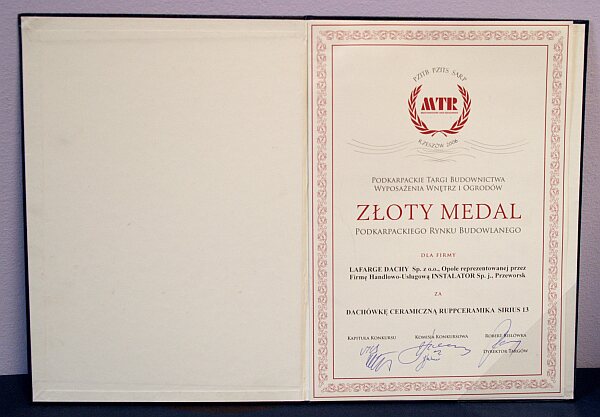 PZITB PZITS SARP
MTR
RZESZÓW 2006
PODKARPACKIE TARGI BUDOWNICTWA
WYPOSAŻENIA WNĘTRZ I OGRODÓW
ZŁOTY MEDAL
PODKARPACKIEGO RYNKU BUDOWLANEGO
DLA FIRMY
LAFARGE DACHY Sp. z o.o., Opole reprezentowanej przez
Firmę Handlowo-Usługową INSTALATOR Sp. j., Przeworsk
ZA
DACHÓWKĘ CERAMICZNĄ RUPPCERAMIKA SIRIUS 13
KAPITUŁA KONKURSU KOMISJA KONKURSOWA ROBERT BIELÓWKA
DYREKTOR TARGÓW